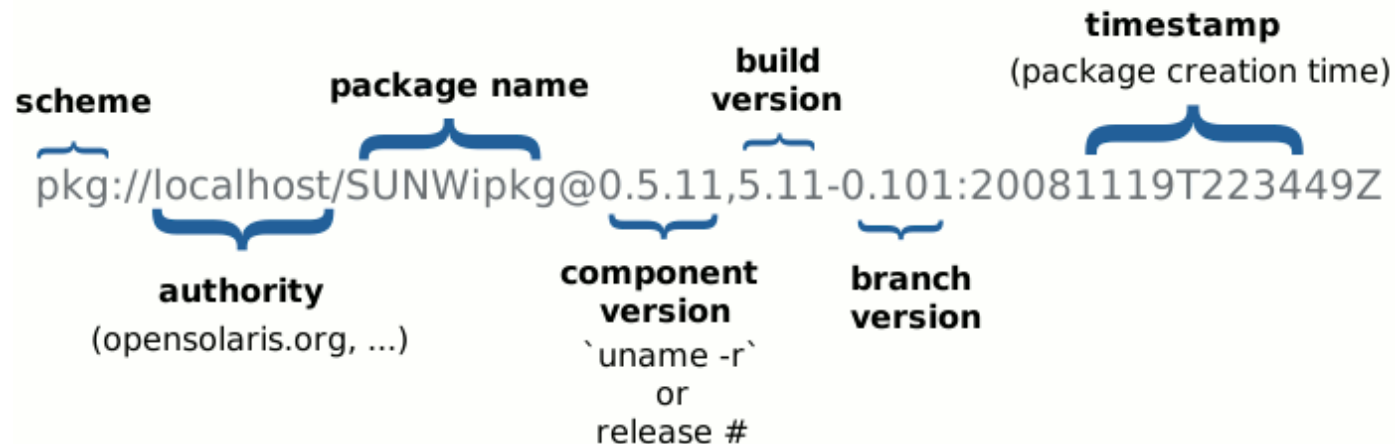 timestamp
(package creation time)
build
version
package name
scheme
pkg://localhost/SUNWipkg@0.5.11,5.11-0.101:20081119T223449Z
authority
(opensolaris.org, ...)
component
version
`uname -r`
or
release #
branch
version